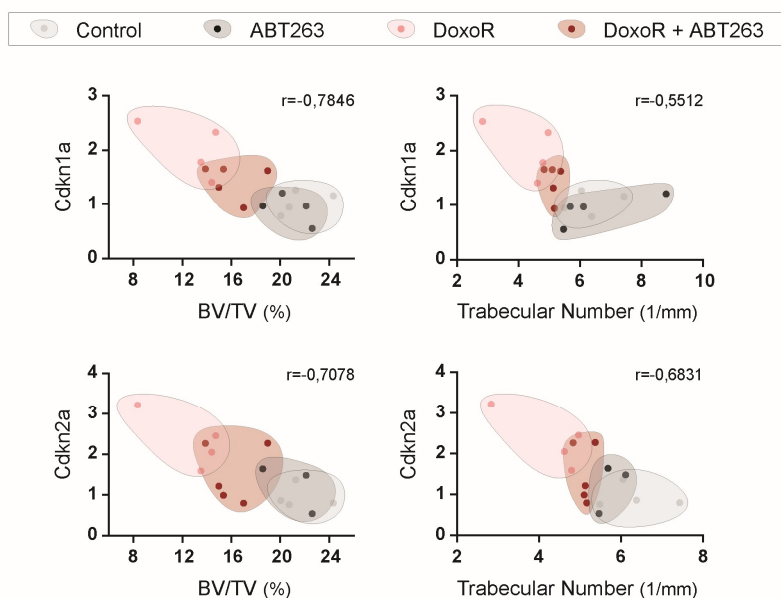 Control ABT263 DoxoR DoxoR + ABT263
3
2
1
0
Cdkn1a
r=-0,7846
8 12 16 20 24
BV/TV (%)
3
2
1
0
Cdkn1a
r=-0,5512
2 4 6 8 10
Trabecular Number (1/mm)
4
3
2
1
0
Cdkn2a
r=-0,7078
8 12 16 20 24
BV/TV (%)
4
3
2
1
0
Cdkn2a
r=-0,6831
2 4 6 8
Trabecular Number (1/mm)